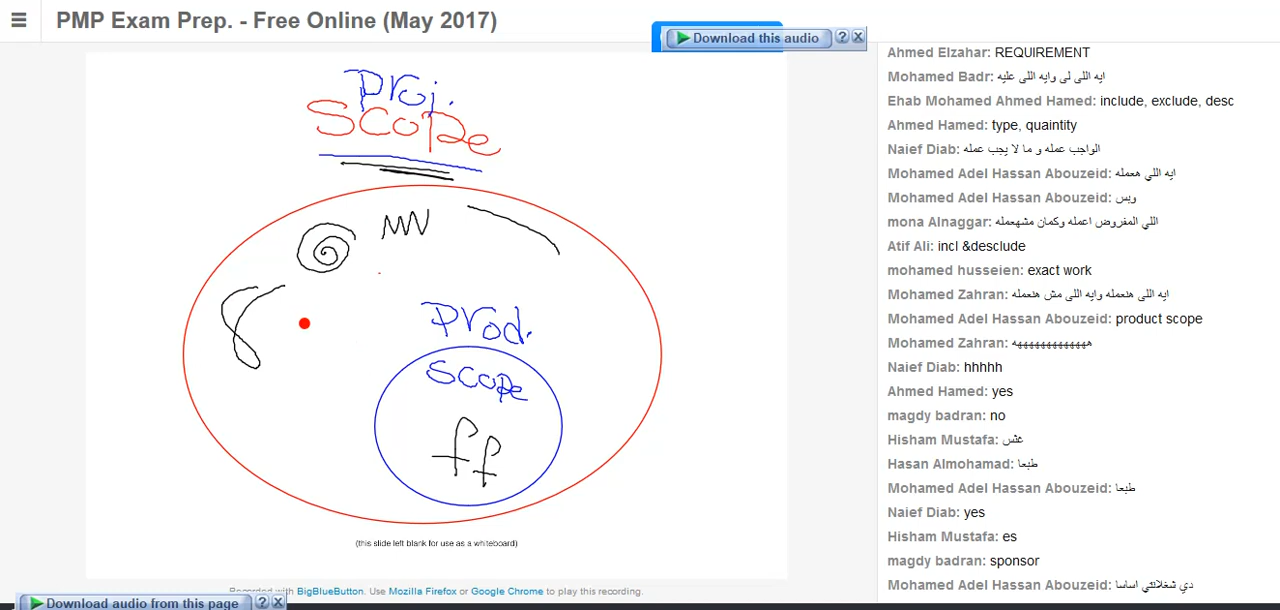 PMP Exam Prep. - Free Online (May 2017)
Download this audio
Proj.
Scope
Prod.
Scope
ff
(this slide left blank for use as a whiteboard)
Recorded with BigBlueButton. Use Mozilla Firefox or Google Chrome to play this recording.
Download audio from this page
Ahmed Elzahar: REQUIREMENT
Mohamed Badr: ايه اللى لى وايه اللى عليه
Ehab Mohamed Ahmed Hamed: include, exclude, desc
Ahmed Hamed: type, quaintity
Naief Diab: الواجب عمله و ما لا يجب عمله
Mohamed Adel Hassan Abouzeid: ايه اللي هعمله
Mohamed Adel Hassan Abouzeid: وبس
mona Alnaggar: اللي المفروض اعمله وكمان مشهعمله
Atif Ali: incl &desclude
mohamed husseien: exact work
Mohamed Zahran: ايه اللى هنعمله وايه اللى مش هنعمله
Mohamed Adel Hassan Abouzeid: product scope
Mohamed Zahran: هههههههههههههه
Naief Diab: hhhhh
Ahmed Hamed: yes
magdy badran: no
Hisham Mustafa: غثس
Hasan Almohamad: طبعا
Mohamed Adel Hassan Abouzeid: طبعا
Naief Diab: yes
Hisham Mustafa: es
magdy badran: sponsor
Mohamed Adel Hassan Abouzeid: دي شغلانتي اساسا